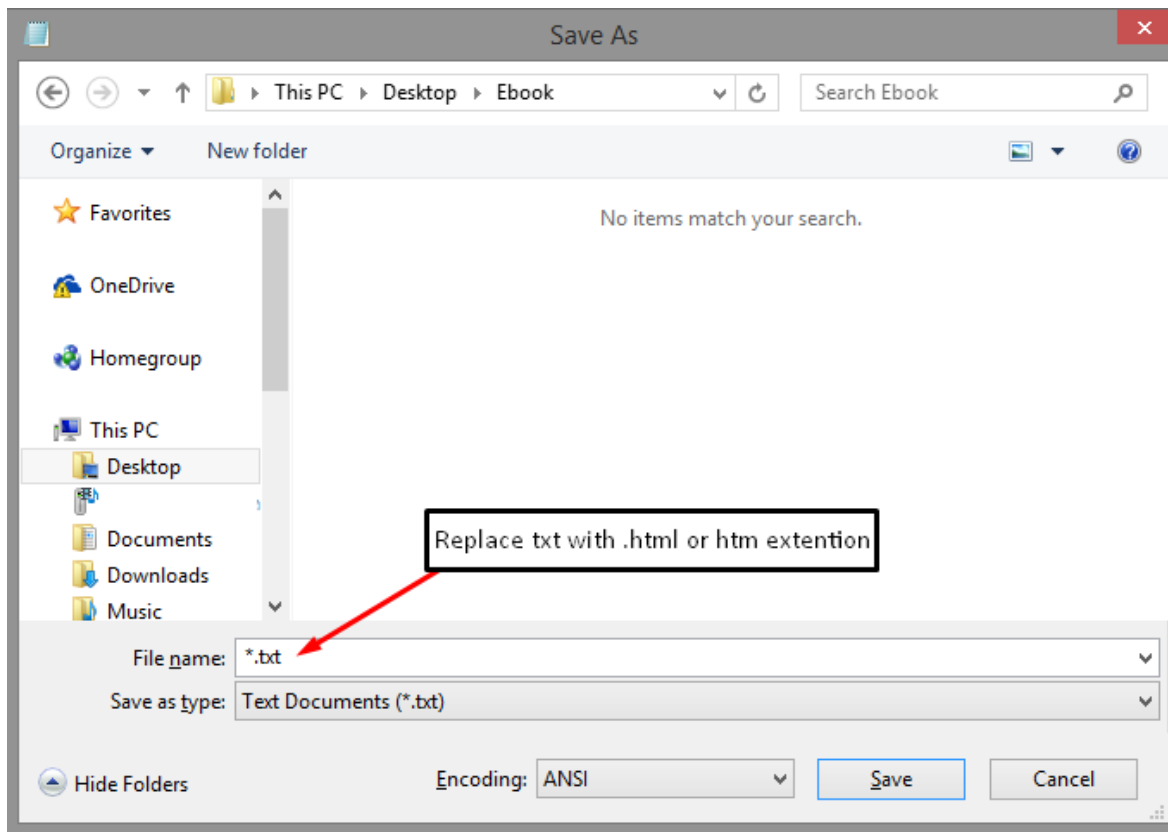 Save As
This PC Desktop Ebook Search Ebook
Organize New folder
Favorites No items match your search.
OneDrive
Homegroup
This PC
Desktop
Documents
Downloads
Music
Replace txt with .html or htm extention
File name: *.txt
Save as type: Text Documents (*.txt)
Hide Folders Encoding: ANSI Save Cancel